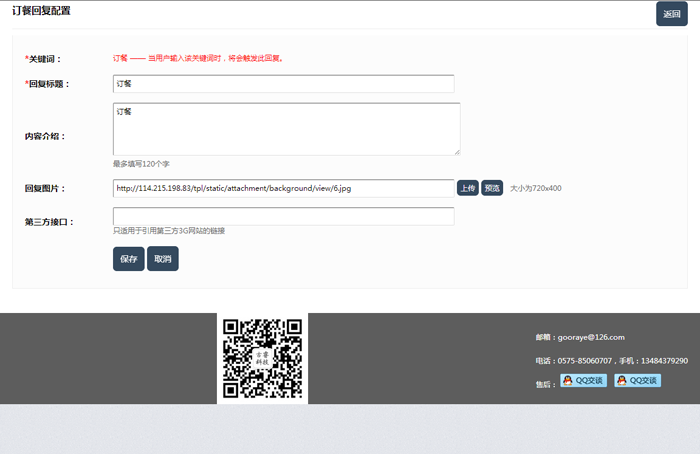 订餐回复配置
返回
*关键词：
订餐 —— 当用户输入该关键词时，将会触发此回复。
*回复标题：
订餐
内容介绍：
订餐
最多填写120个字
回复图片：
http://114.215.198.83/tpl/static/attachment/background/view/6.jpg
上传
预览
大小为720x400
第三方接口：
只适用于引用第三方3G网站的链接
保存
取消
古睿
科技
邮箱：gooraye@126.com
电话：0575-85060707，手机：13484379290
售后：
QQ交谈
QQ交谈